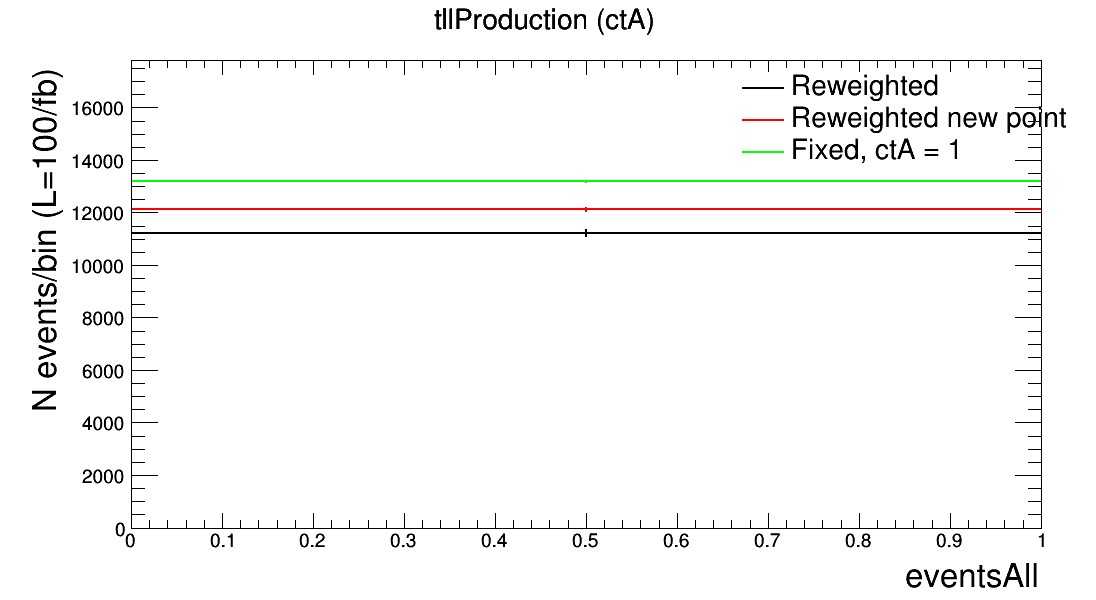 tllProduction (ctA)
N events/bin (L=100/fb)
Reweighted
Reweighted new point
Fixed, ctA = 1
16000
14000
12000
10000
8000
6000
4000
2000
0
0 0.1 0.2 0.3 0.4 0.5 0.6 0.7 0.8 0.9 1
eventsAll